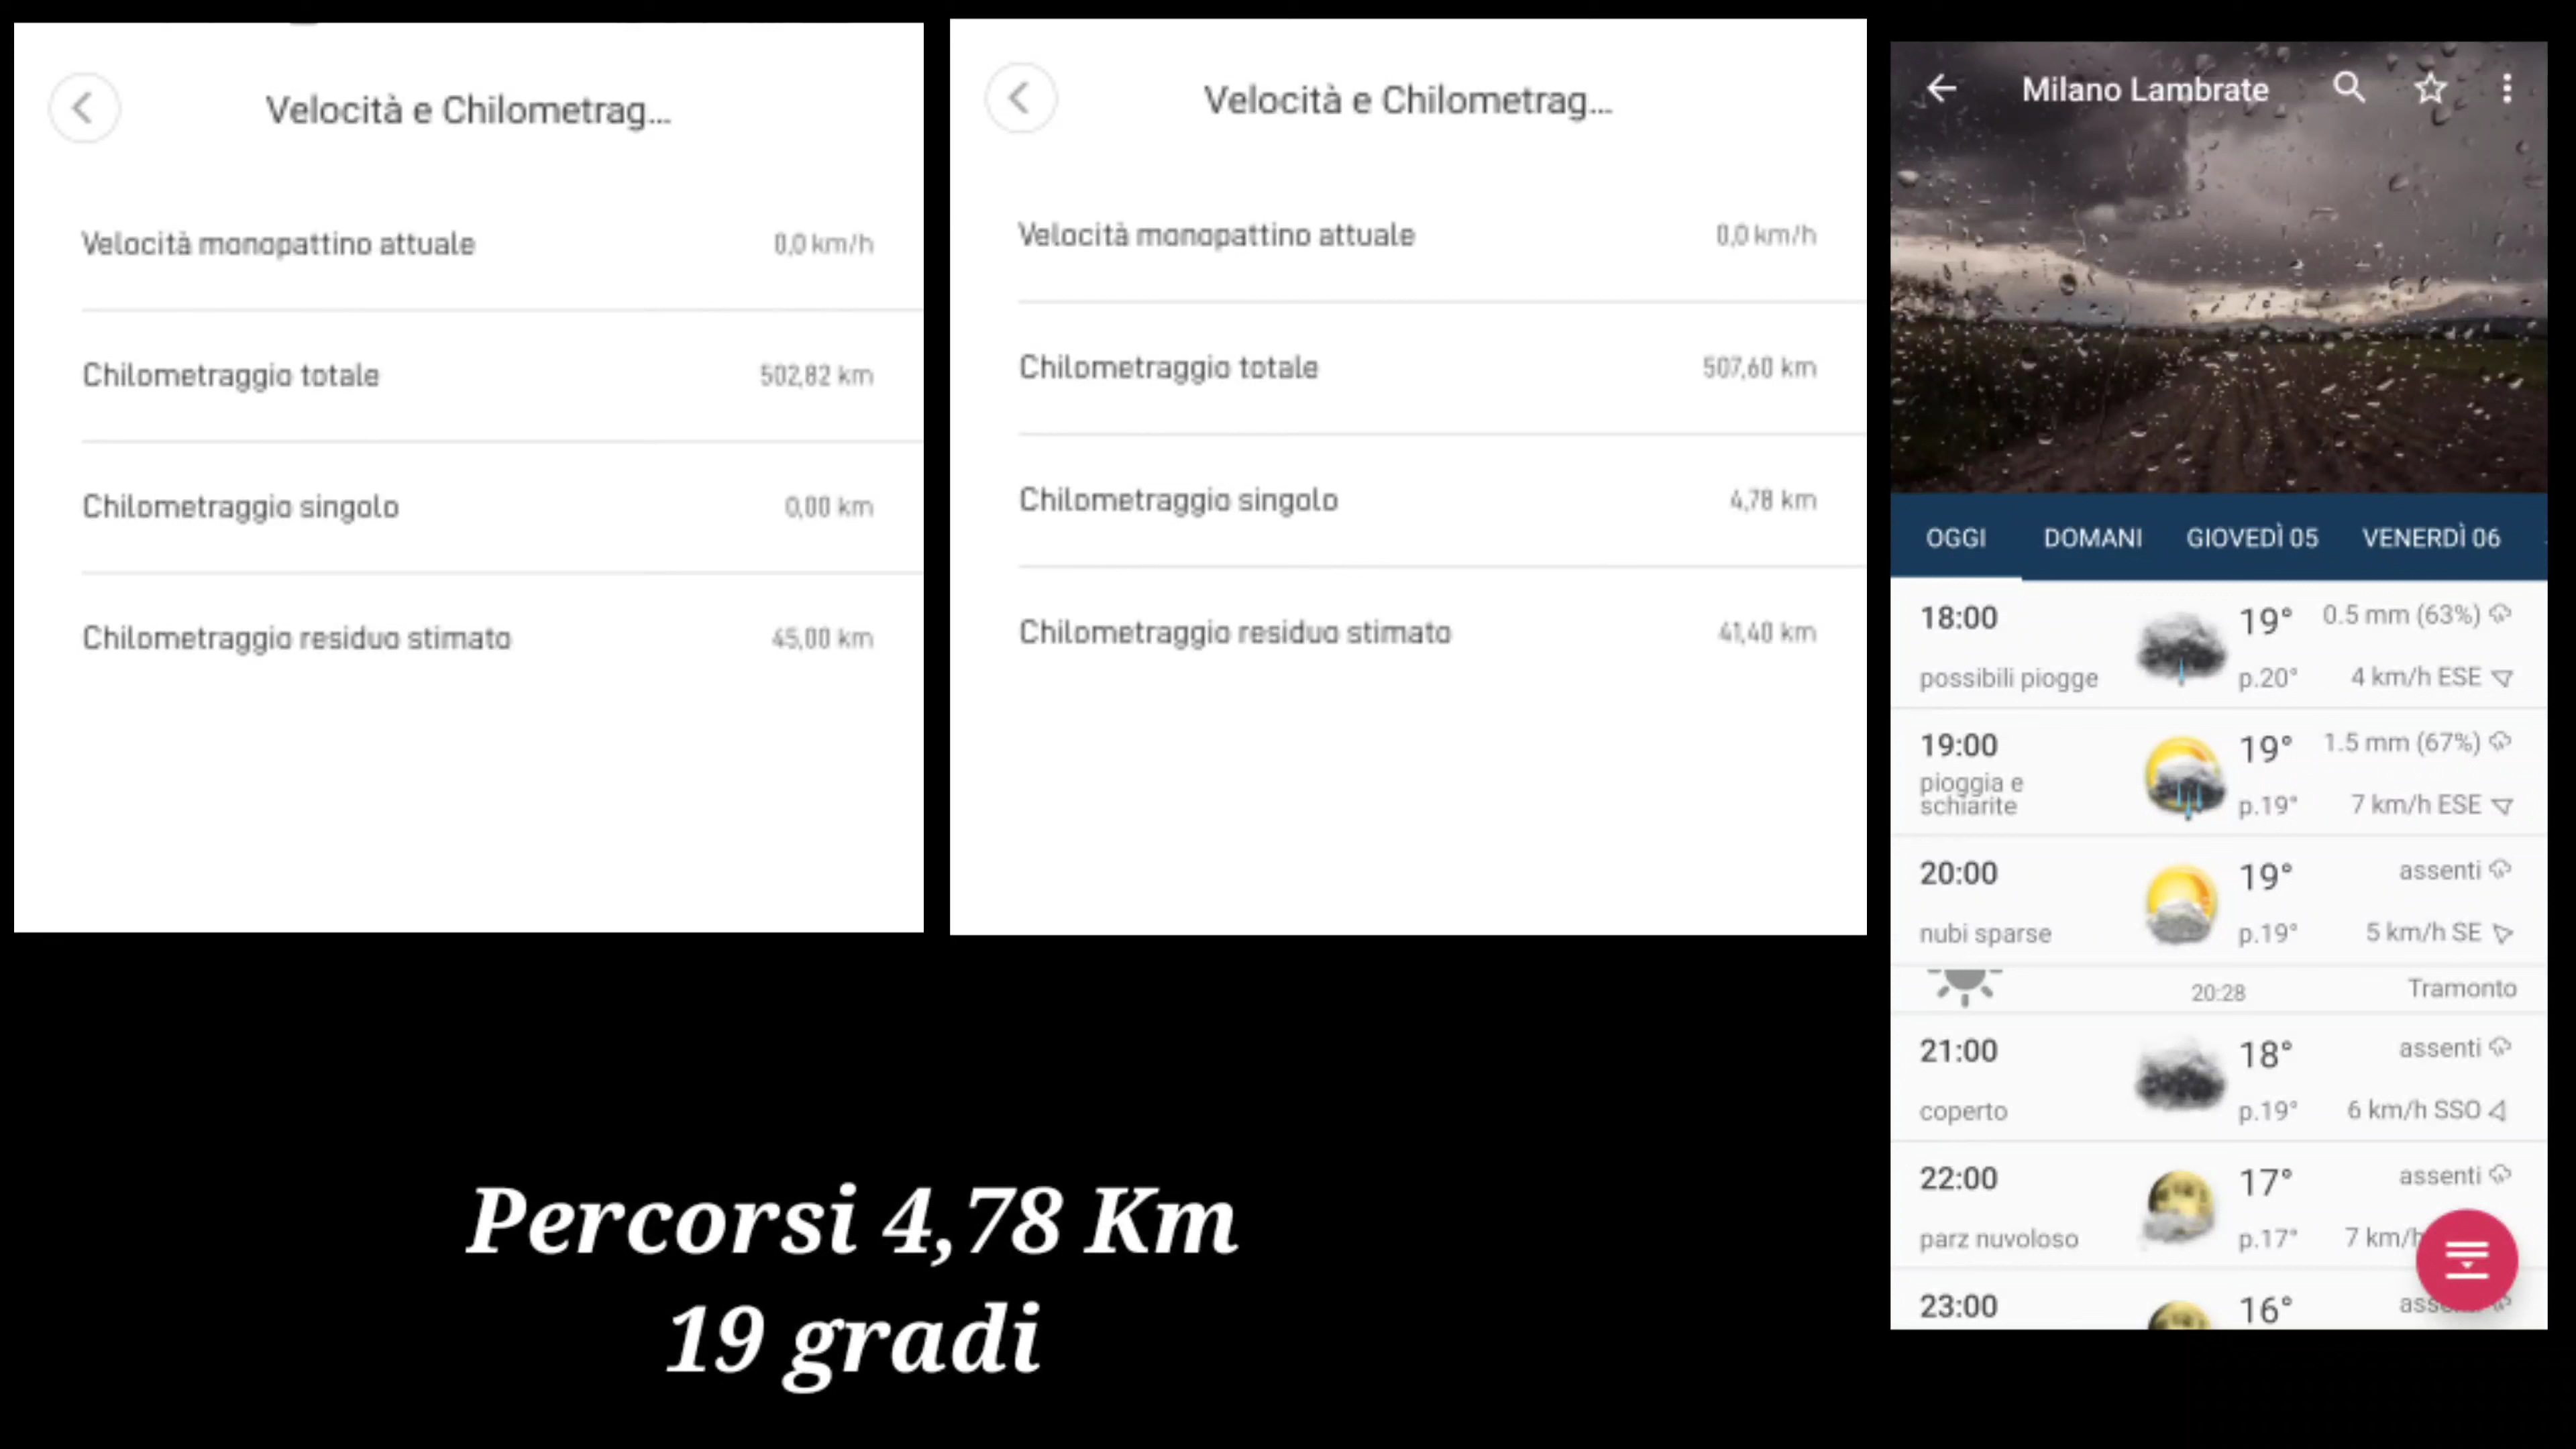 Velocità e Chilometrag...
Velocità monopattino attuale 0,0 km/h
Chilometraggio totale 502,82 km
Chilometraggio singolo 0,00 km
Chilometraggio residuo stimato 45,00 km
Velocità e Chilometrag...
Velocità monopattino attuale 0,0 km/h
Chilometraggio totale 507,60 km
Chilometraggio singolo 4,78 km
Chilometraggio residuo stimato 41,40 km
Milano Lambrate
OGGI DOMANI GIOVEDÌ 05 VENERDÌ 06
18:00 19° 0.5 mm (63%)
possibili piogge p.20° 4 km/h ESE
19:00 19° 1.5 mm (67%)
pioggia e
schiarite p.19° 7 km/h ESE
20:00 19° assenti
nubi sparse p.19° 5 km/h SE
20:28 Tramonto
21:00 18° assenti
coperto p.19° 6 km/h SSO
22:00 17° assenti
parz nuvoloso p.17° 7 km/h
23:00 16°
Percorsi 4,78 Km
19 gradi